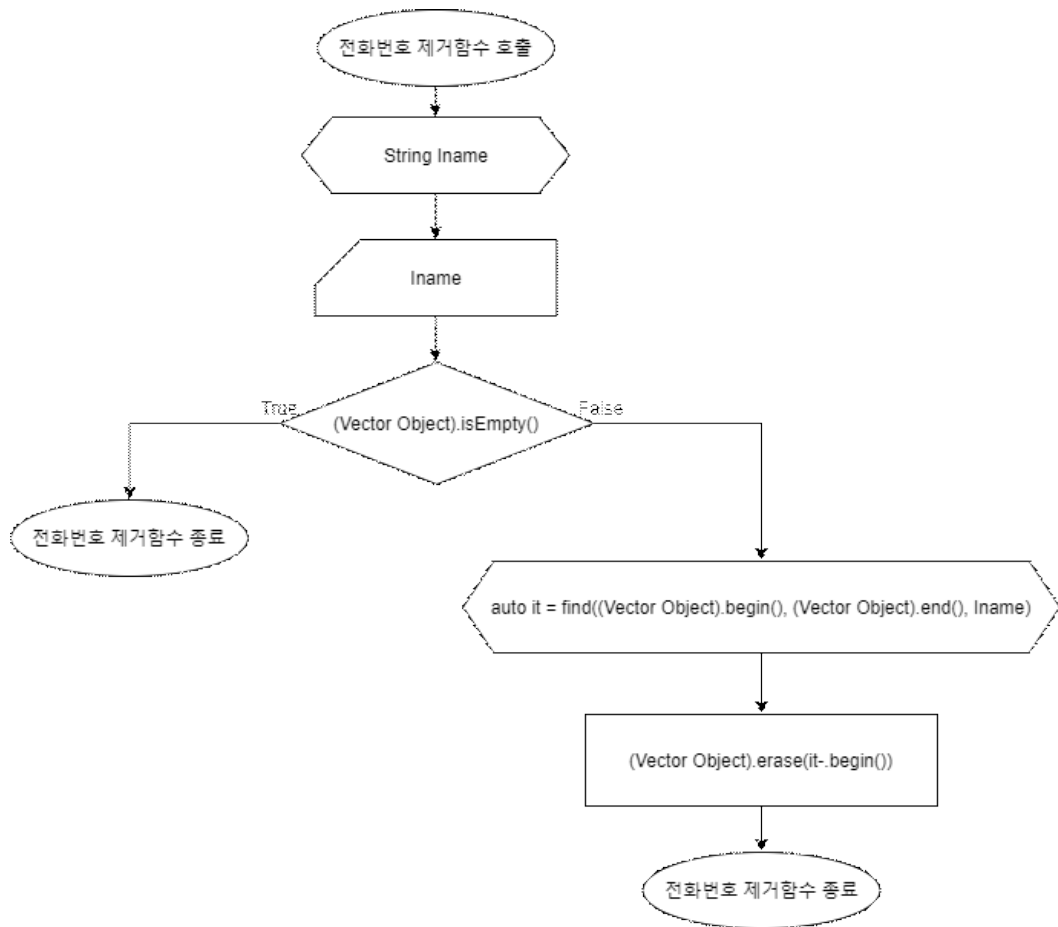 전화번호 제거함수 호출
String Iname
Iname
True
False
(Vector Object).isEmpty()
전화번호 제거함수 종료
auto it = find((Vector Object).begin(), (Vector Object).end(), Iname)
(Vector Object).erase(it-.begin())
전화번호 제거함수 종료